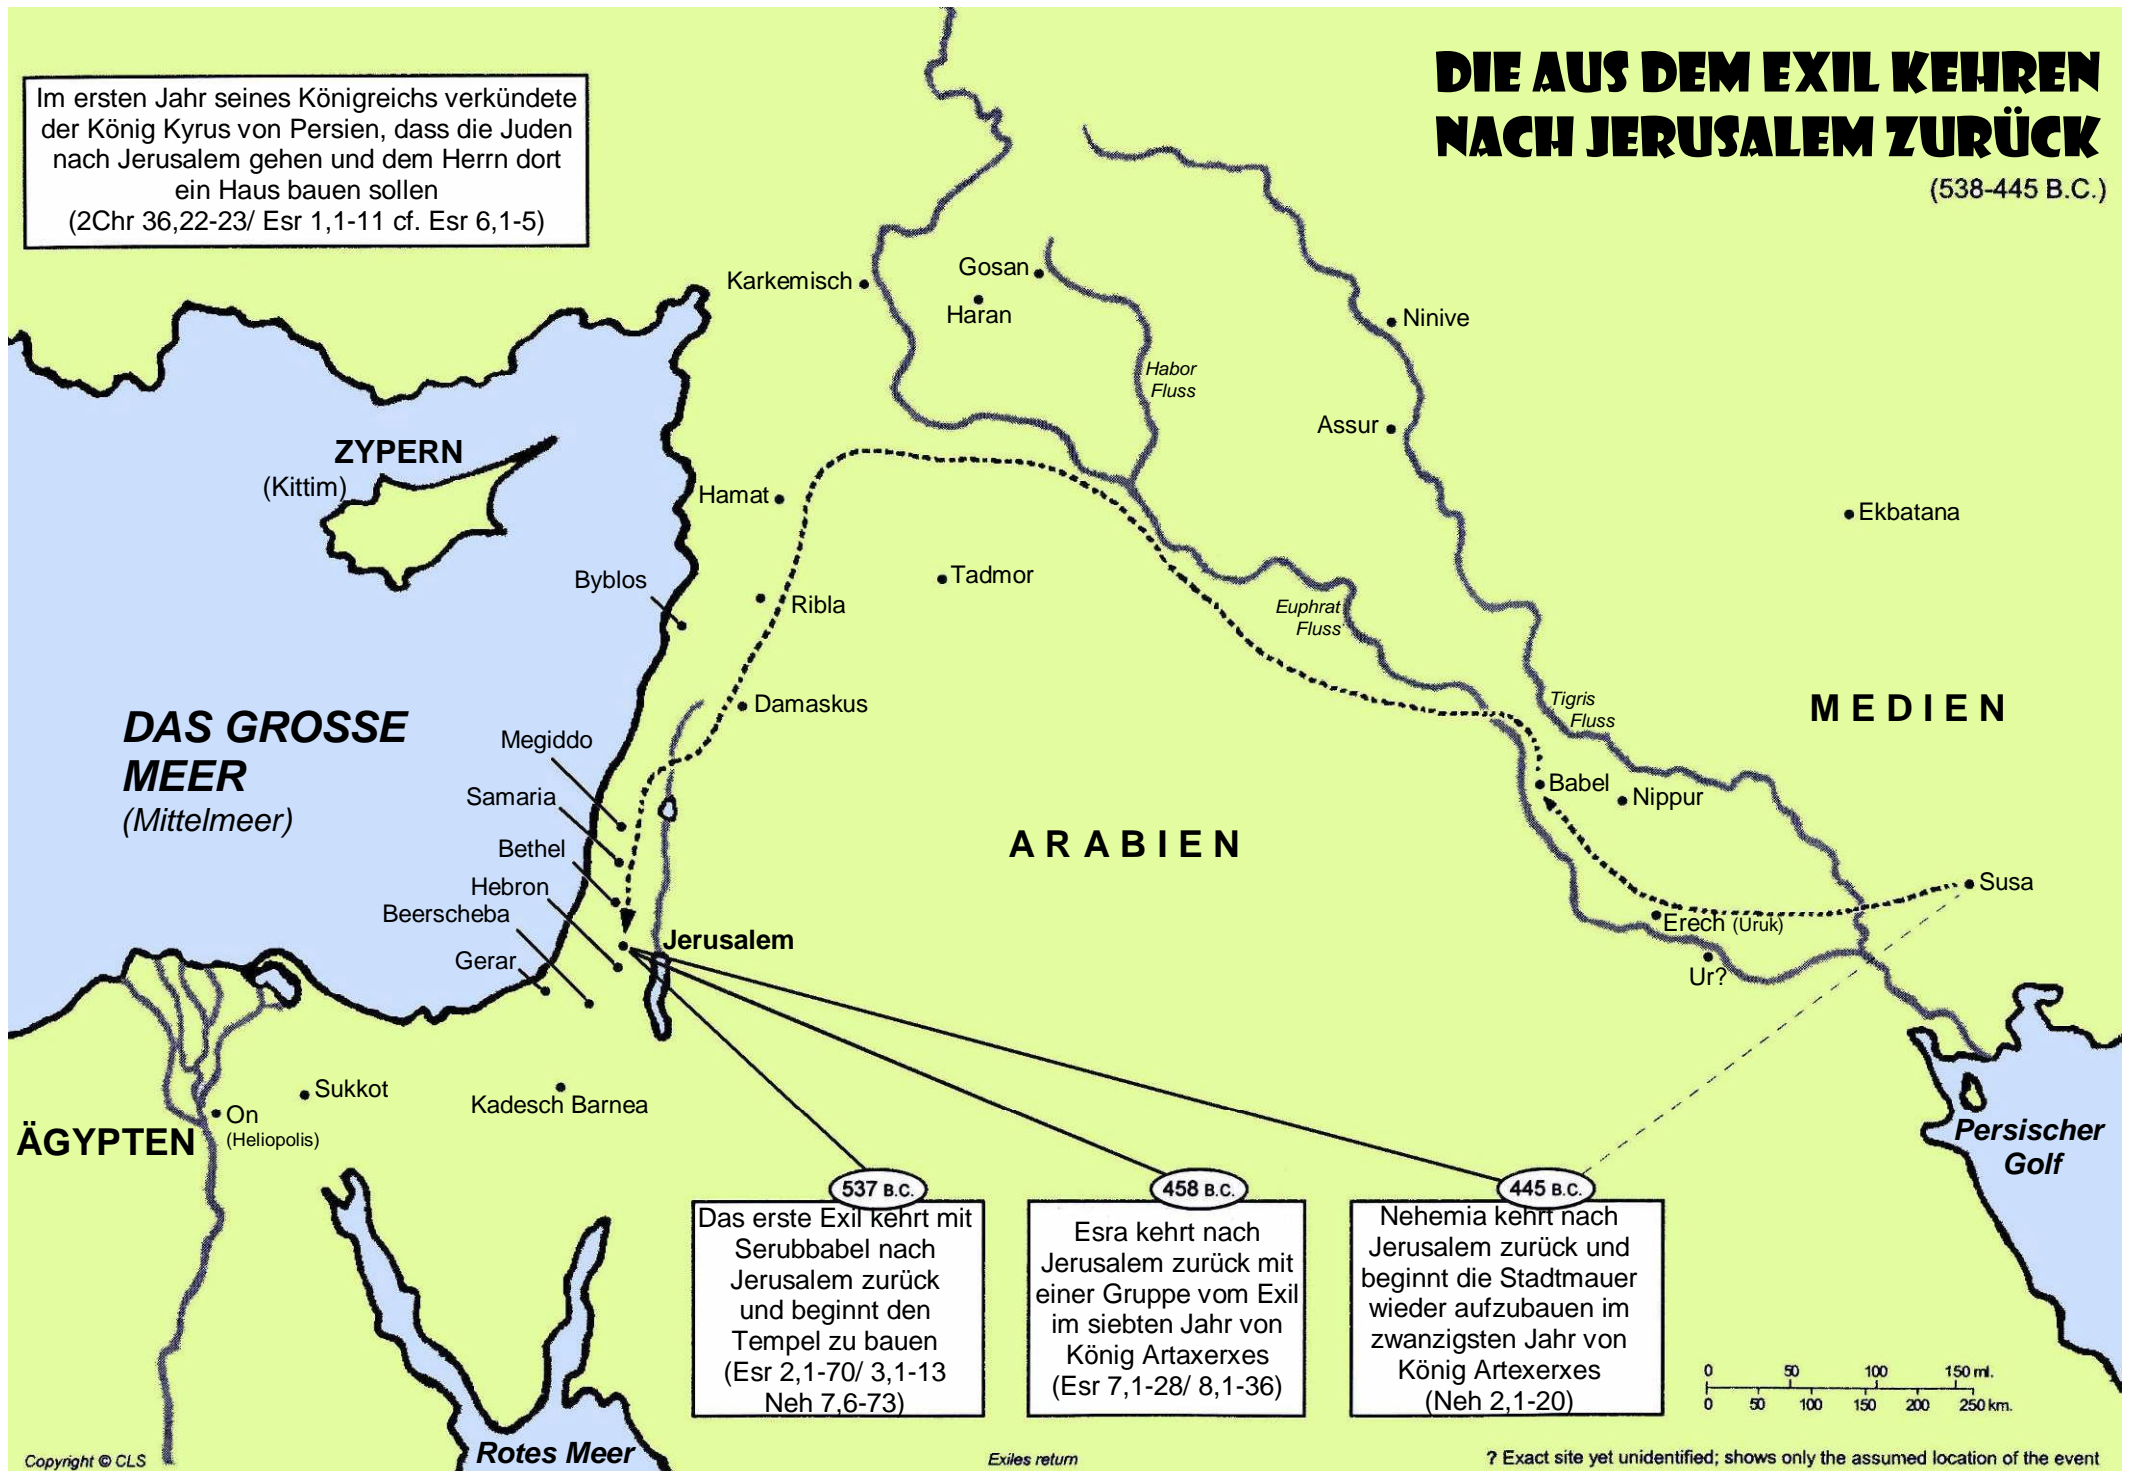 DIE AUS DEM EXIL KEHREN
NACH JERUSALEM ZURÜCK
(538-445 B.C.)
Im ersten Jahr seines Königreichs verkündete
der König Kyrus von Persien, dass die Juden
nach Jerusalem gehen und dem Herrn dort
ein Haus bauen sollen
(2Chr 36,22-23/ Esr 1,1-11 cf. Esr 6,1-5)
Karkemisch
Gosan
Haran
Ninive
Habor
Fluss
Assur
ZYPERN
(Kittim)
Hamat
Ekbatana
Byblos
Tadmor
Ribla
Euphrat
Fluss
Damaskus
Tigris
Fluss
MEDIEN
DAS GROSSE
MEER
(Mittelmeer)
Megiddo
Samaria
Bethel
Hebron
Beerscheba
Gerar
Jerusalem
ARABIEN
Babel
Nippur
Susa
Erech (Uruk)
Ur?
Sukkot
On
(Heliopolis)
ÄGYPTEN
Kadesch Barnea
Persischer
Golf
537 B.C.
Das erste Exil kehrt mit
Serubbabel nach
Jerusalem zurück
und beginnt den
Tempel zu bauen
(Esr 2,1-70/ 3,1-13
Neh 7,6-73)
458 B.C.
Esra kehrt nach
Jerusalem zurück mit
einer Gruppe vom Exil
im siebten Jahr von
König Artaxerxes
(Esr 7,1-28/ 8,1-36)
445 B.C.
Nehemia kehrt nach
Jerusalem zurück und
beginnt die Stadtmauer
wieder aufzubauen im
zwanzigsten Jahr von
König Artexerxes
(Neh 2,1-20)
0 50 100 150 ml.
0 50 100 150 200 250 km.
Rotes Meer
Copyright © CLS
Exiles return
? Exact site yet unidentified; shows only the assumed location of the event